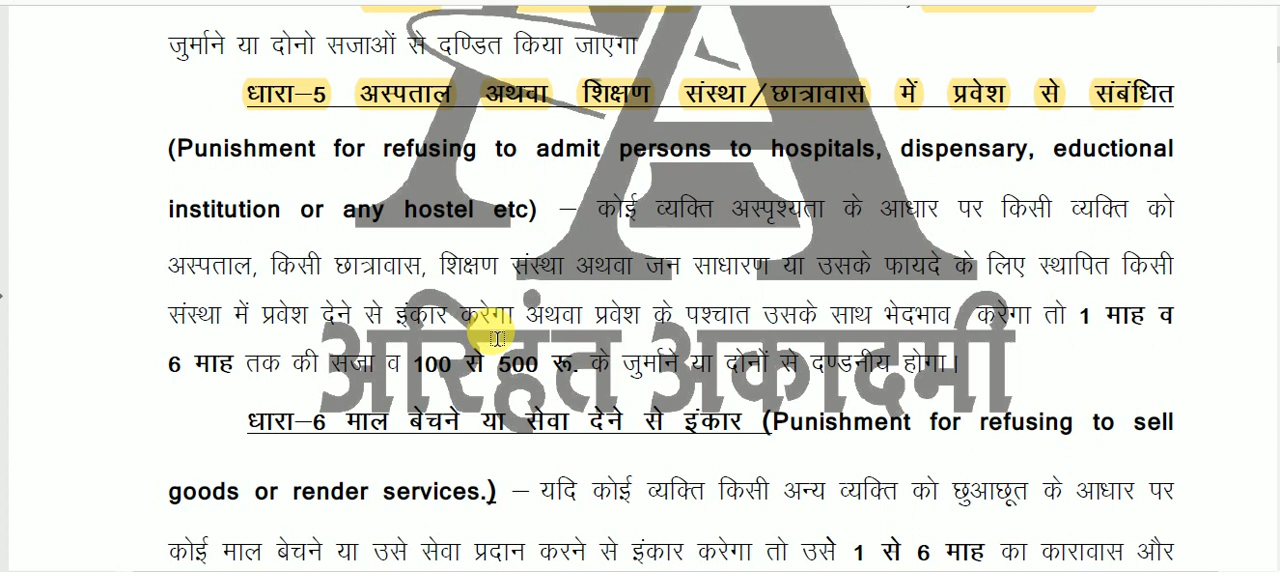 जुर्माने या दोनो सजाओं से दण्डित किया जाएगा
धारा–5 अस्पताल अथवा शिक्षण संस्था/छात्रावास में प्रवेश से संबंधित
(Punishment for refusing to admit persons to hospitals, dispensary, eductional
institution or any hostel etc) – कोई व्यक्ति अस्पृश्यता के आधार पर किसी व्यक्ति को
अस्पताल, किसी छात्रावास, शिक्षण संस्था अथवा जन साधारण या उसके फायदे के लिए स्थापित किसी
संस्था में प्रवेश देने से इंकार करेगा अथवा प्रवेश के पश्चात उसके साथ भेदभाव करेगा तो 1 माह व
6 माह तक की सजा व 100 से 500 रू. के जुर्माने या दोनों से दण्डनीय होगा।
अरिहंत अकादमी
धारा–6 माल बेचने या सेवा देने से इंकार (Punishment for refusing to sell
goods or render services.) – यदि कोई व्यक्ति किसी अन्य व्यक्ति को छुआछूत के आधार पर
कोई माल बेचने या उसे सेवा प्रदान करने से इंकार करेगा तो उसे 1 से 6 माह का कारावास और